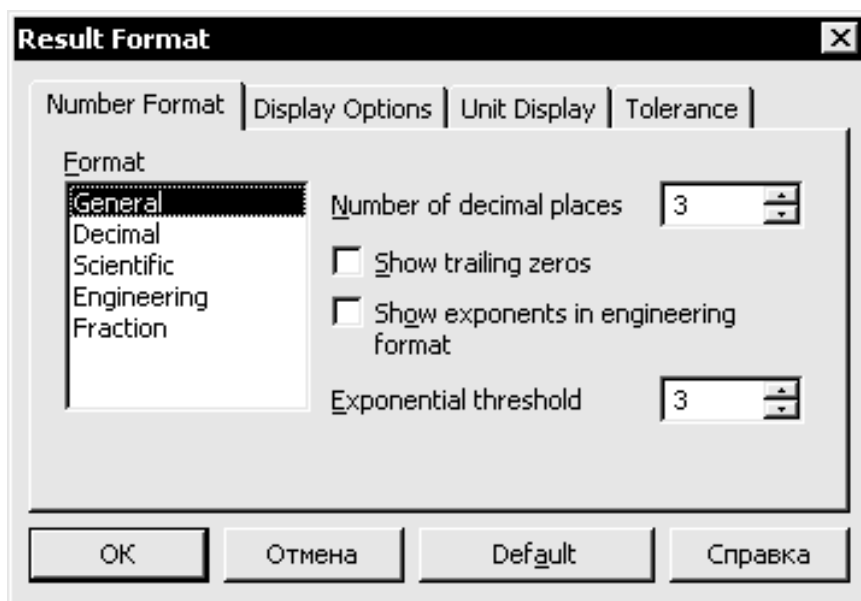 Result Format
Number Format Display Options Unit Display Tolerance
Format
General
Decimal
Scientific
Engineering
Fraction
Number of decimal places 3
Show trailing zeros
Show exponents in engineering
format
Exponential threshold 3
ОК Отмена Default Справка